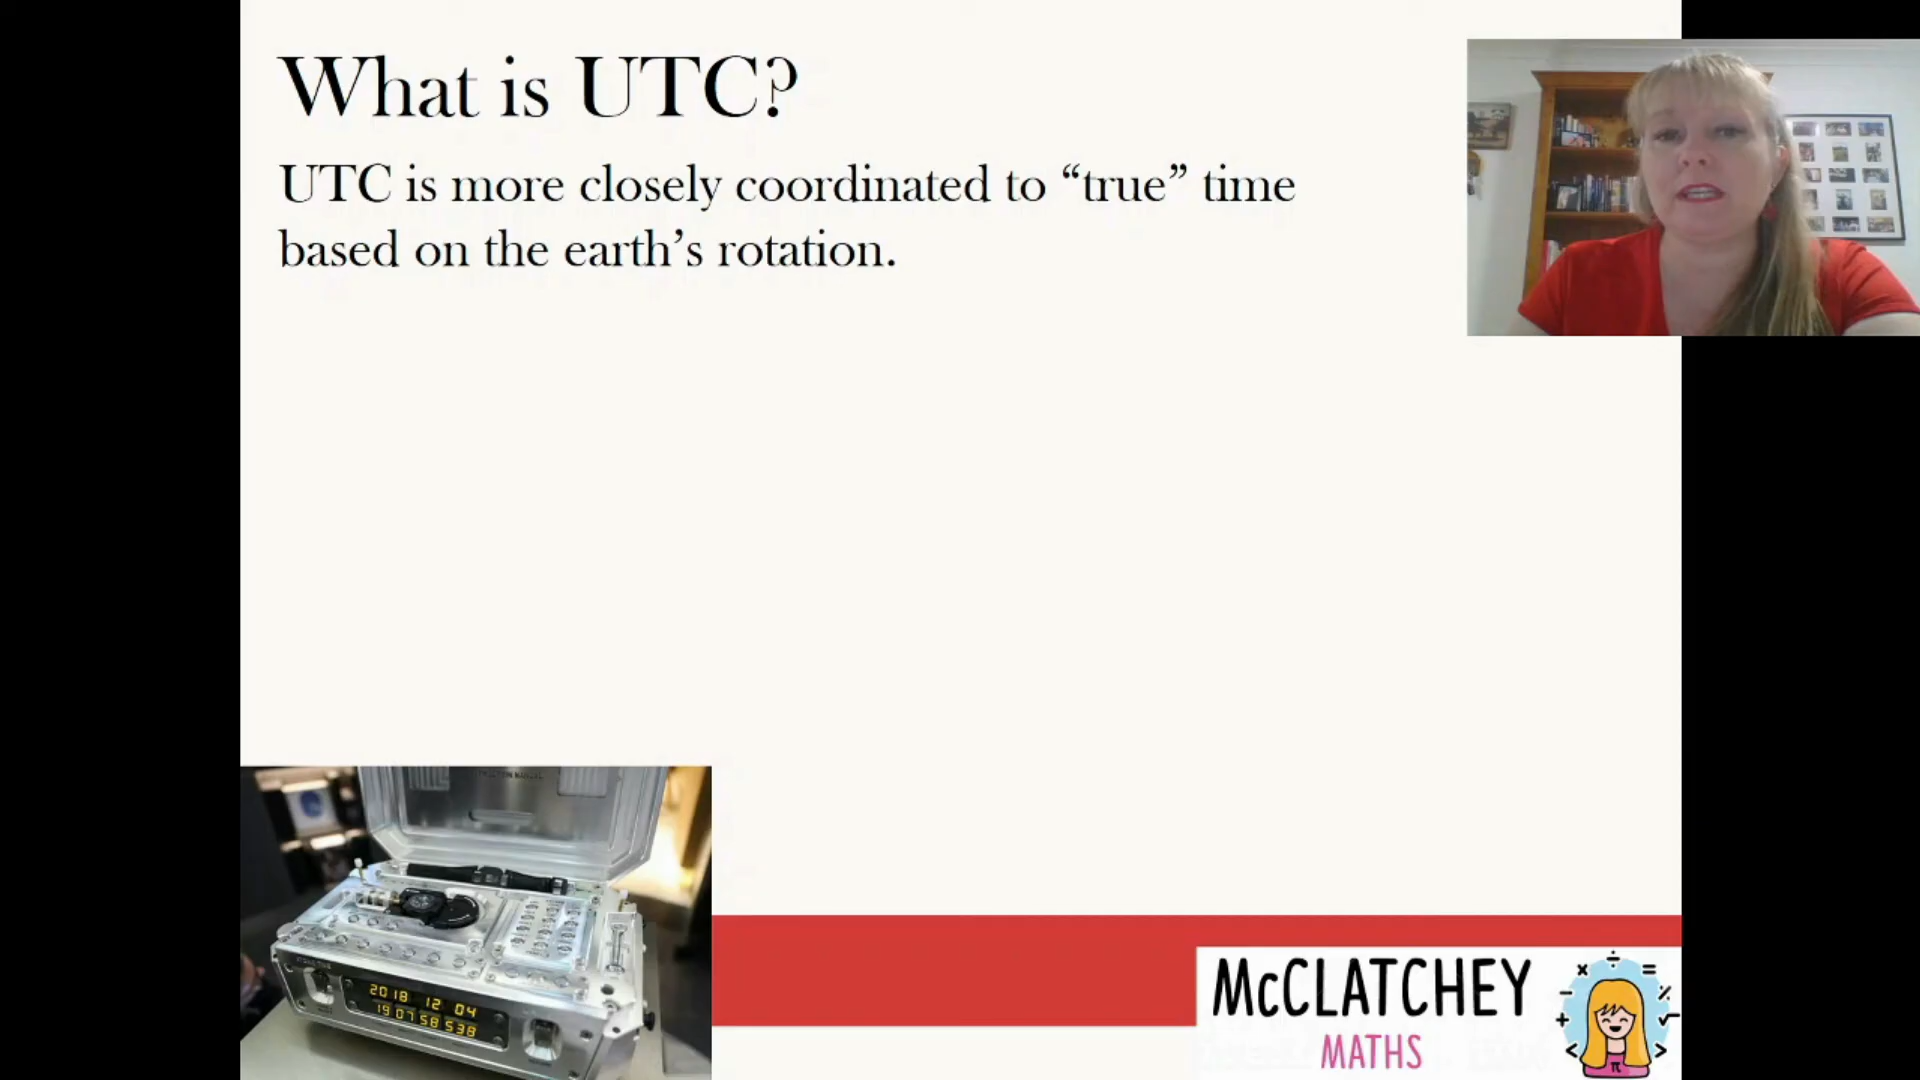 What is UTC?
UTC is more closely coordinated to “true” time
based on the earth’s rotation.
2018 12 04
19 07 58 538
McCLATCHEY
MATHS
× ÷ =
- %
+ √
< π >